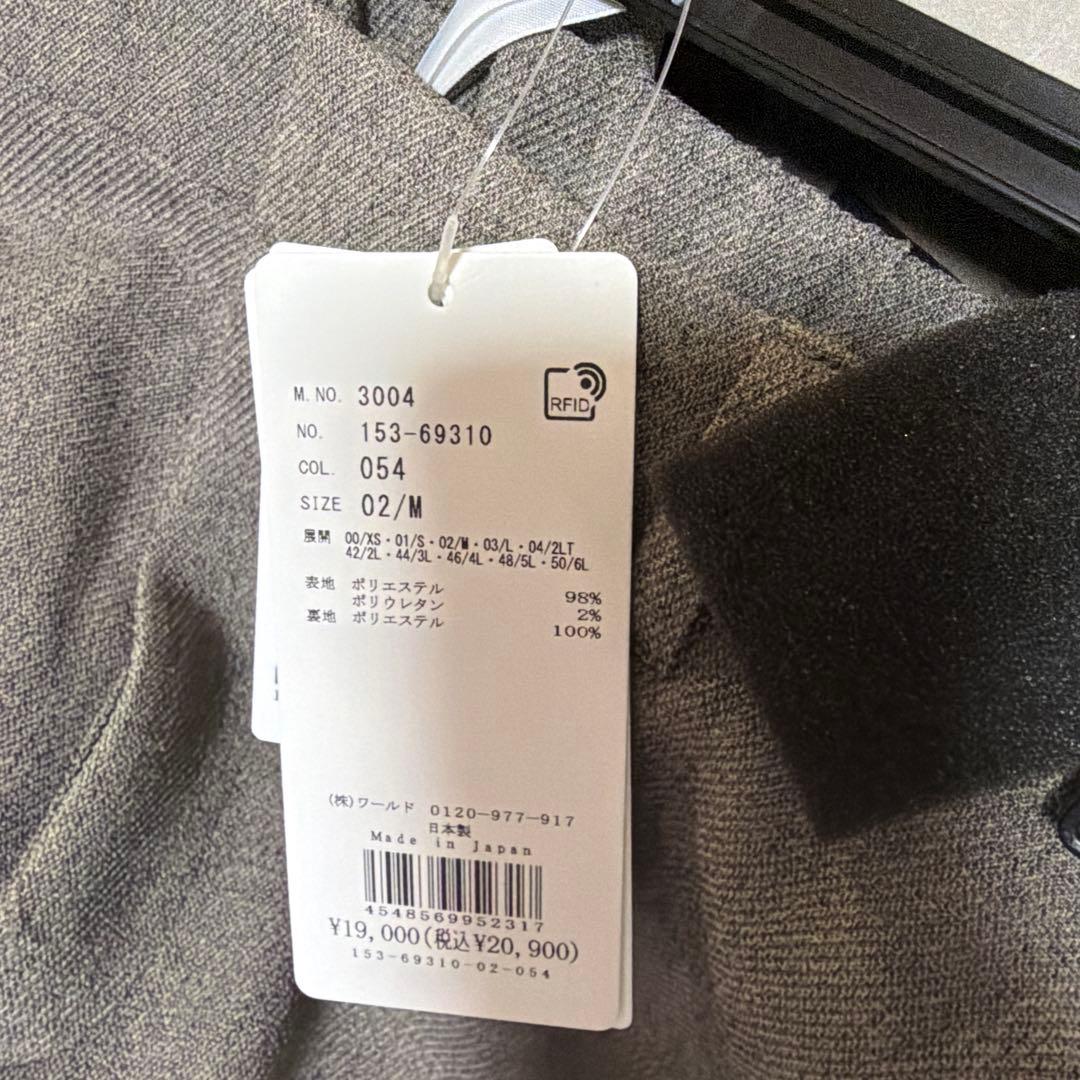 RFID
M. NO. 3004
NO. 153-69310
COL. 054
SIZE 02/M
展開 00/XS・01/S・02/M・03/L・04/2LT
42/2L・44/3L・46/4L・48/5L・50/6L
表地 ポリエステル 98%
ポリウレタン 2%
裏地 ポリエステル 100%
(株)ワールド 0120-977-917
日本製
Made in Japan
4548569952317
¥19,000(税込¥20,900)
153-69310-02-054